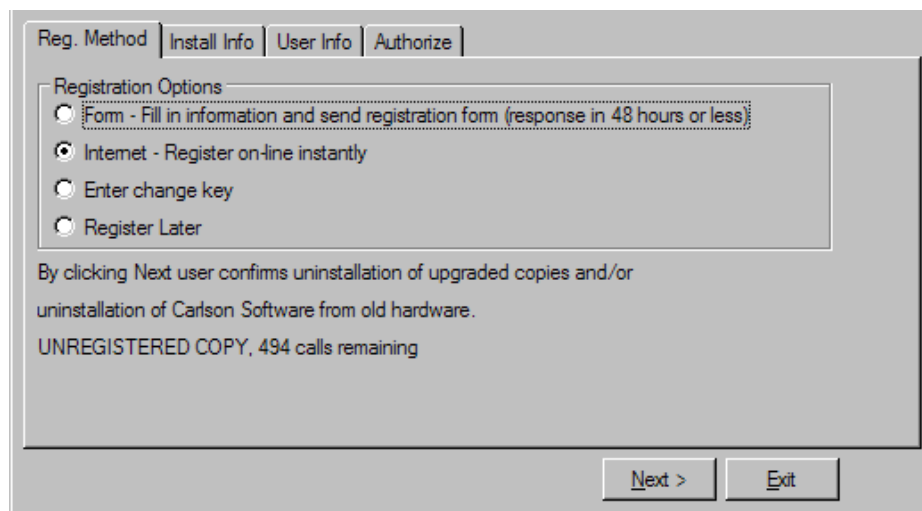 Reg. Method Install Info User Info Authorize
Registration Options
Form - Fill in information and send registration form (response in 48 hours or less)
Internet - Register on-line instantly
Enter change key
Register Later
By clicking Next user confirms uninstallation of upgraded copies and/or
uninstallation of Carlson Software from old hardware.
UNREGISTERED COPY, 494 calls remaining
Next > Exit